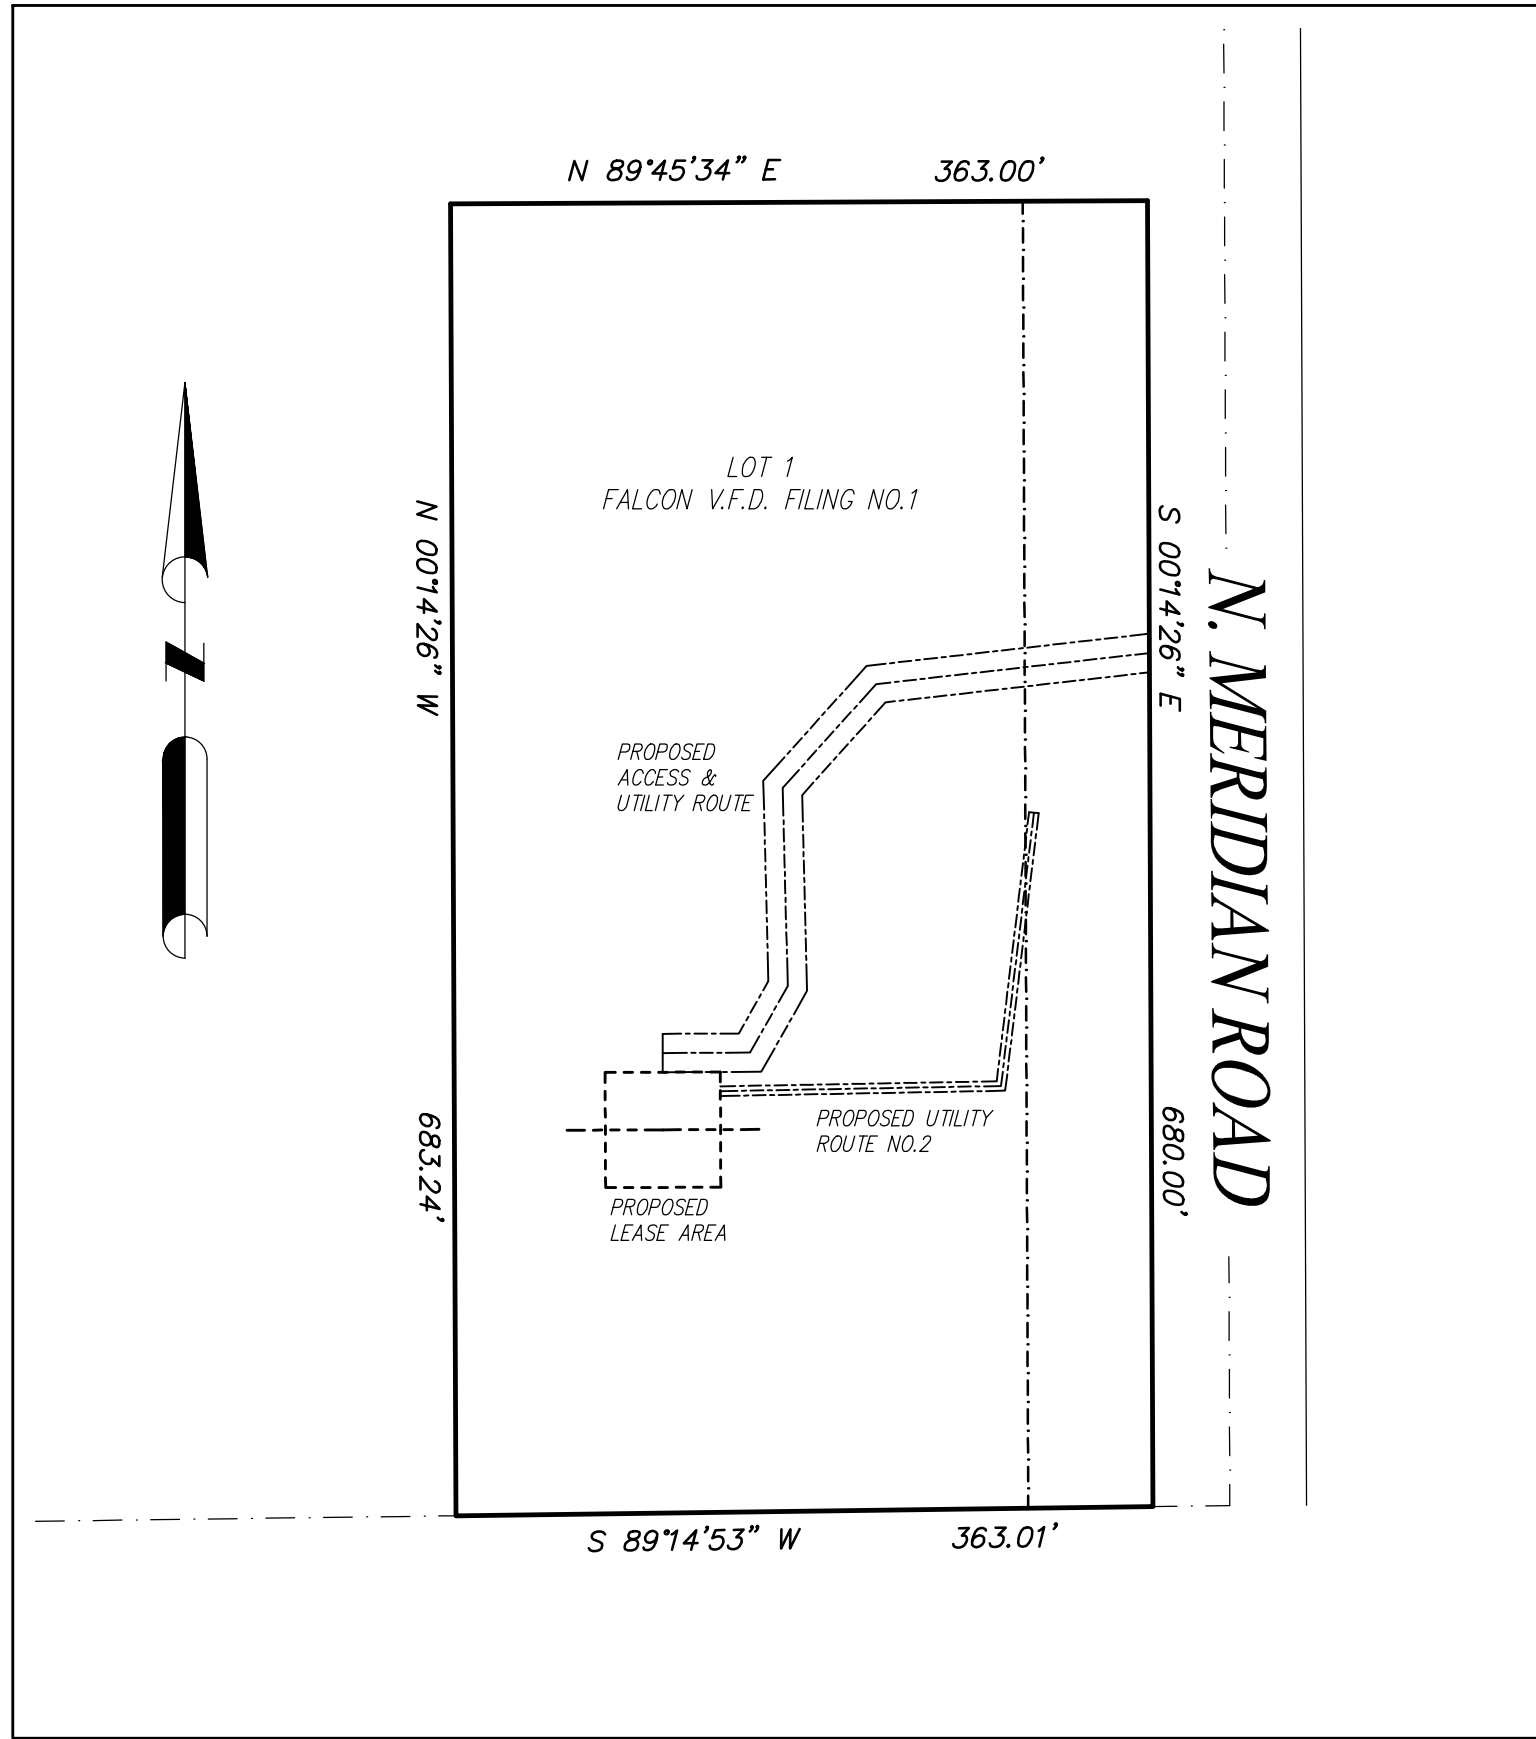 N 89°45'34" E 363.00'
LOT 1
FALCON V.F.D. FILING NO.1
N 00°14'26" W 683.24'
S 00°14'26" E 680.00'
N. MERIDIAN ROAD
N
PROPOSED
ACCESS &
UTILITY ROUTE
PROPOSED UTILITY
ROUTE NO.2
PROPOSED
LEASE AREA
S 89°14'53" W 363.01'